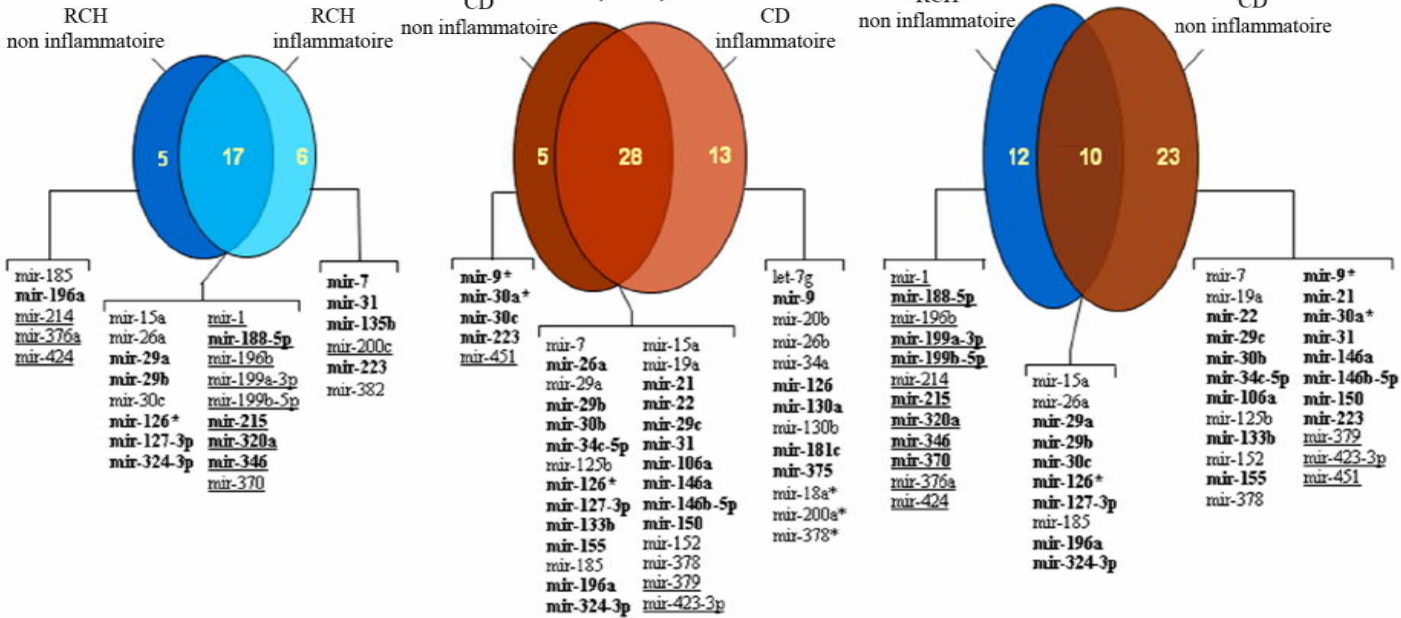 RCH
non inflammatoire
RCH
inflammatoire
5
17
6
mir-185
mir-196a
mir-214
mir-376a
mir-424
mir-15a
mir-26a
mir-29a
mir-29b
mir-30c
mir-126*
mir-127-3p
mir-324-3p
mir-1
mir-188-5p
mir-196b
mir-199a-3p
mir-199b-5p
mir-215
mir-320a
mir-346
mir-370
mir-7
mir-31
mir-135b
mir-200c
mir-223
mir-382
CD
non inflammatoire
CD
inflammatoire
5
28
13
mir-9*
mir-30a*
mir-30c
mir-223
mir-451
mir-7
mir-26a
mir-29a
mir-29b
mir-30b
mir-34c-5p
mir-125b
mir-126*
mir-127-3p
mir-133b
mir-155
mir-185
mir-196a
mir-324-3p
mir-15a
mir-19a
mir-21
mir-22
mir-29c
mir-31
mir-106a
mir-146a
mir-146b-5p
mir-150
mir-152
mir-378
mir-379
mir-423-3p
let-7g
mir-9
mir-20b
mir-26b
mir-34a
mir-126
mir-130a
mir-130b
mir-181c
mir-375
mir-18a*
mir-200a*
mir-378*
RCH
non inflammatoire
CD
non inflammatoire
12
10
23
mir-1
mir-188-5p
mir-196b
mir-199a-3p
mir-199b-5p
mir-214
mir-215
mir-320a
mir-346
mir-370
mir-376a
mir-424
mir-15a
mir-26a
mir-29a
mir-29b
mir-30c
mir-126*
mir-127-3p
mir-185
mir-196a
mir-324-3p
mir-7
mir-19a
mir-22
mir-29c
mir-30b
mir-34c-5p
mir-106a
mir-125b
mir-133b
mir-152
mir-155
mir-378
mir-9*
mir-21
mir-30a*
mir-31
mir-146a
mir-146b-5p
mir-150
mir-223
mir-379
mir-423-3p
mir-451